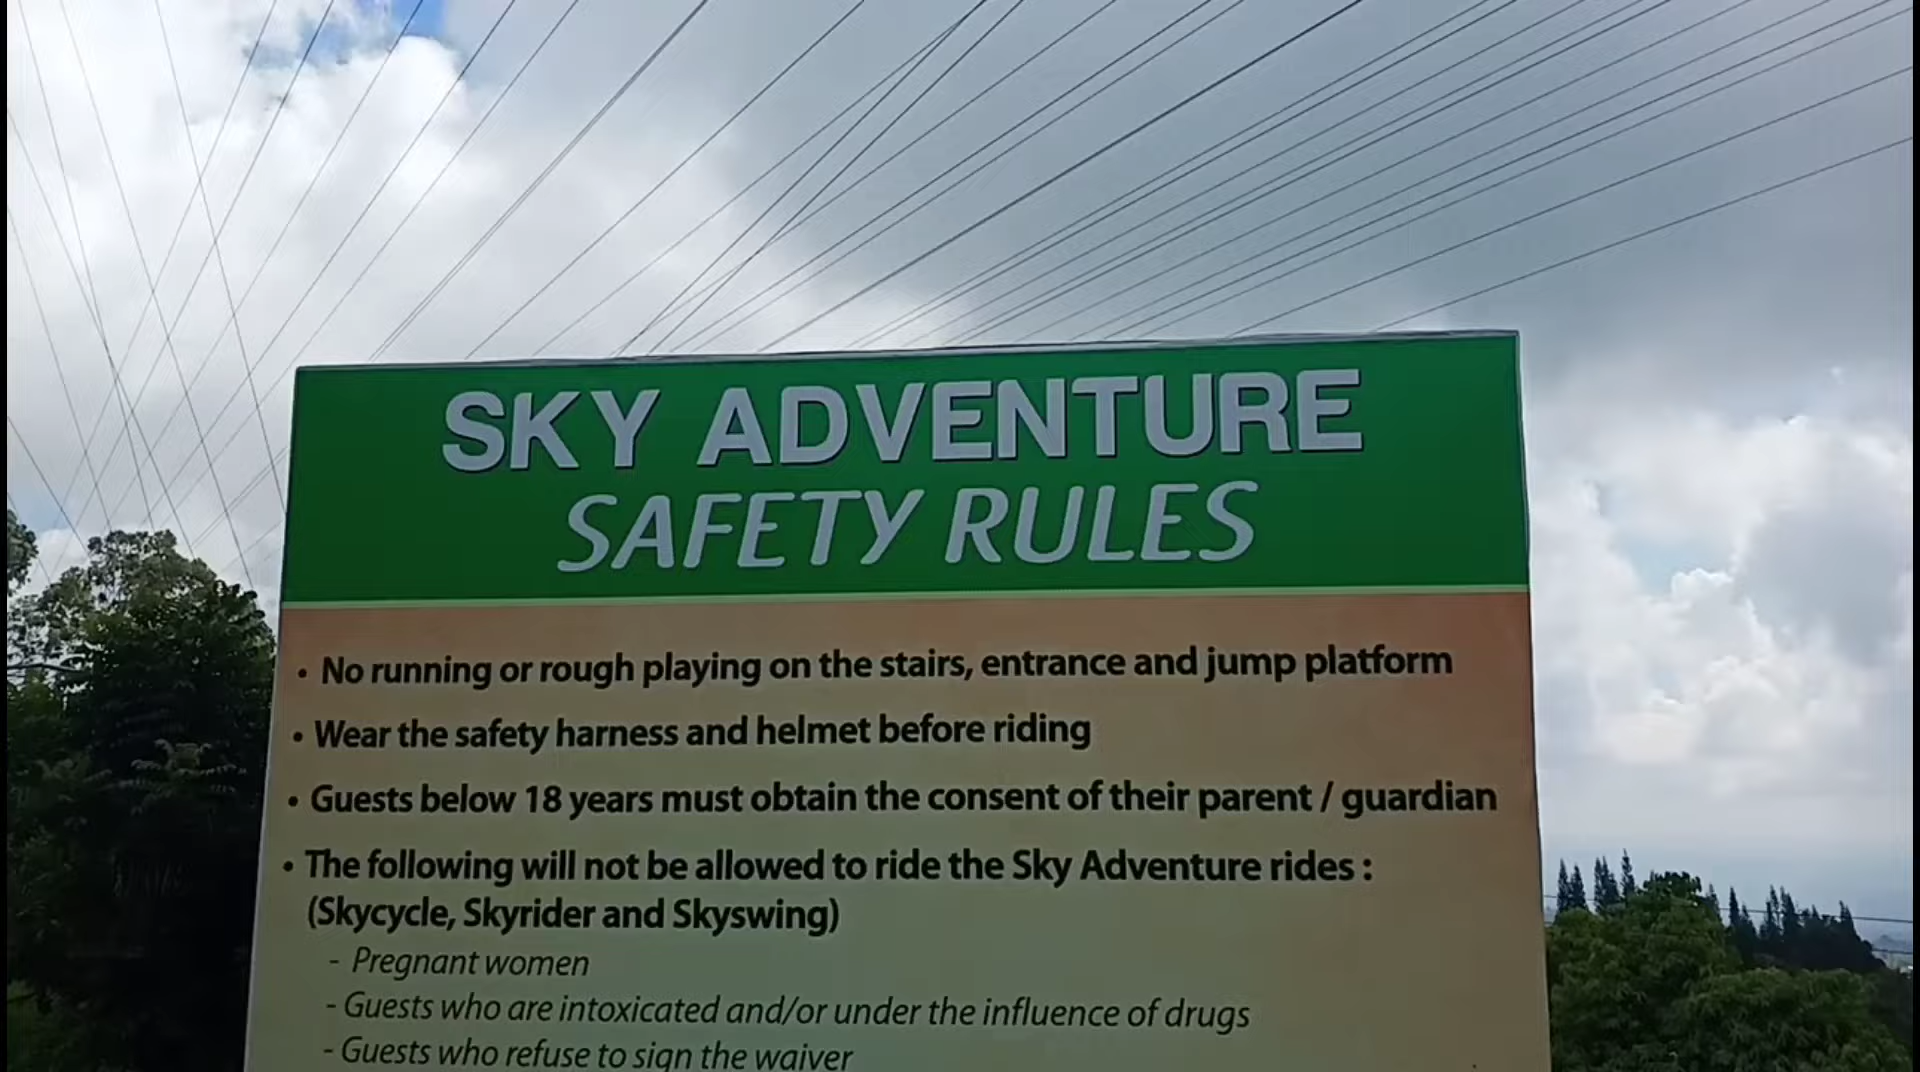 SKY ADVENTURE
SAFETY RULES
• No running or rough playing on the stairs, entrance and jump platform
• Wear the safety harness and helmet before riding
• Guests below 18 years must obtain the consent of their parent / guardian
• The following will not be allowed to ride the Sky Adventure rides :
(Skycycle, Skyrider and Skyswing)
- Pregnant women
- Guests who are intoxicated and/or under the influence of drugs
- Guests who refuse to sign the waiver